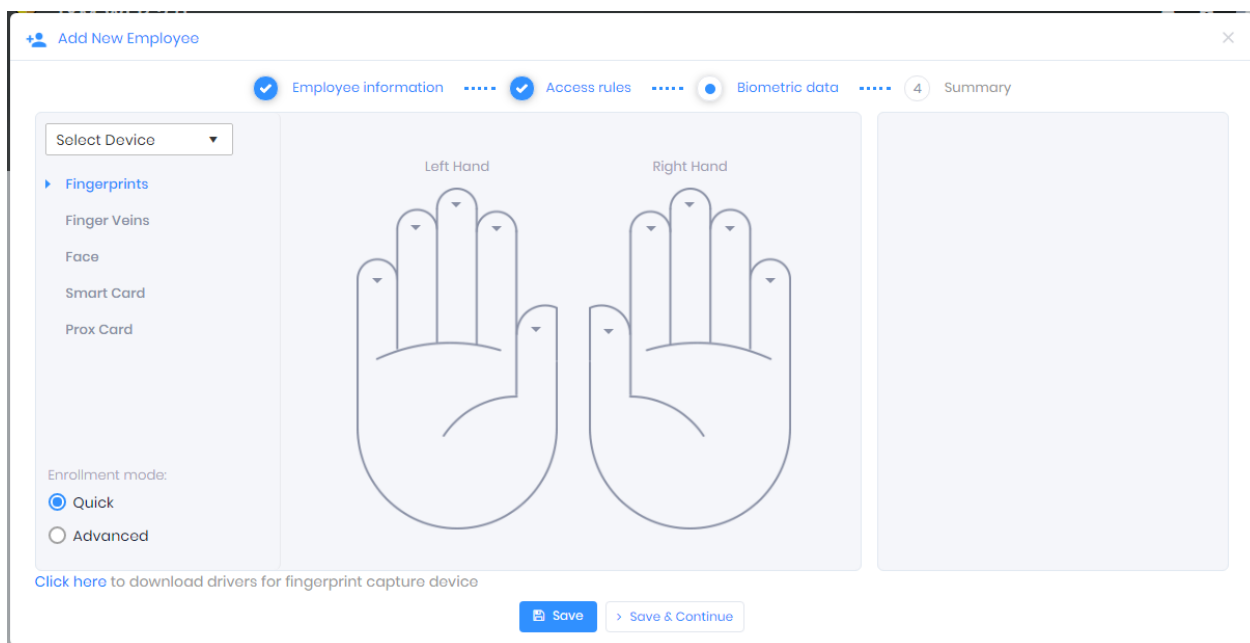 Add New Employee
Employee information
Access rules
Biometric data
4 Summary
Select Device
Fingerprints
Finger Veins
Face
Smart Card
Prox Card
Left Hand
Right Hand
Enrollment mode:
Quick
Advanced
Click here to download drivers for fingerprint capture device
Save
Save & Continue